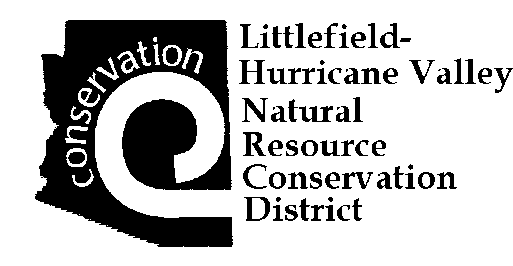 conservation
Littlefield-
Hurricane Valley
Natural
Resource
Conservation
District